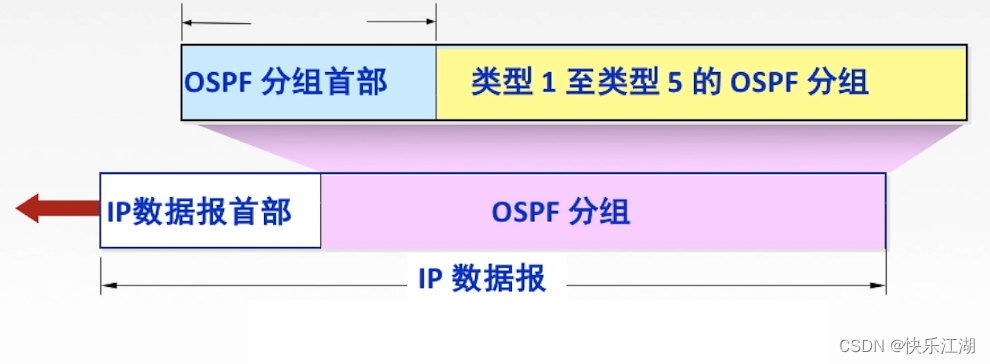 OSPF 分组首部
类型 1 至类型 5 的 OSPF 分组
IP数据报首部
OSPF 分组
IP 数据报
CSDN @快乐江湖